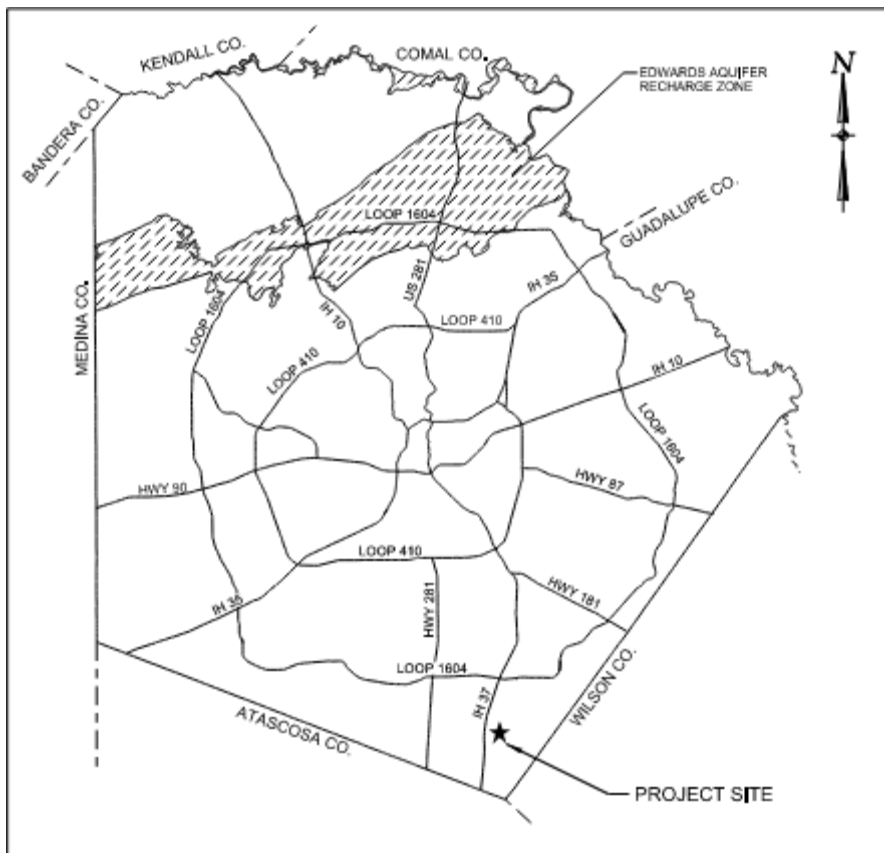 KENDALL CO.
COMAL CO.
BANDERA CO.
EDWARDS AQUIFER
RECHARGE ZONE
N
GUADALUPE CO.
LOOP 1604
US 281
IH 35
MEDINA CO.
LOOP 1604
IH 10
LOOP 410
LOOP 410
IH 10
LOOP 1604
HWY 90
HWY 87
LOOP 410
HWY 281
HWY 181
IH 35
LOOP 1604
IH 37
WILSON CO.
ATASCOSA CO.
PROJECT SITE